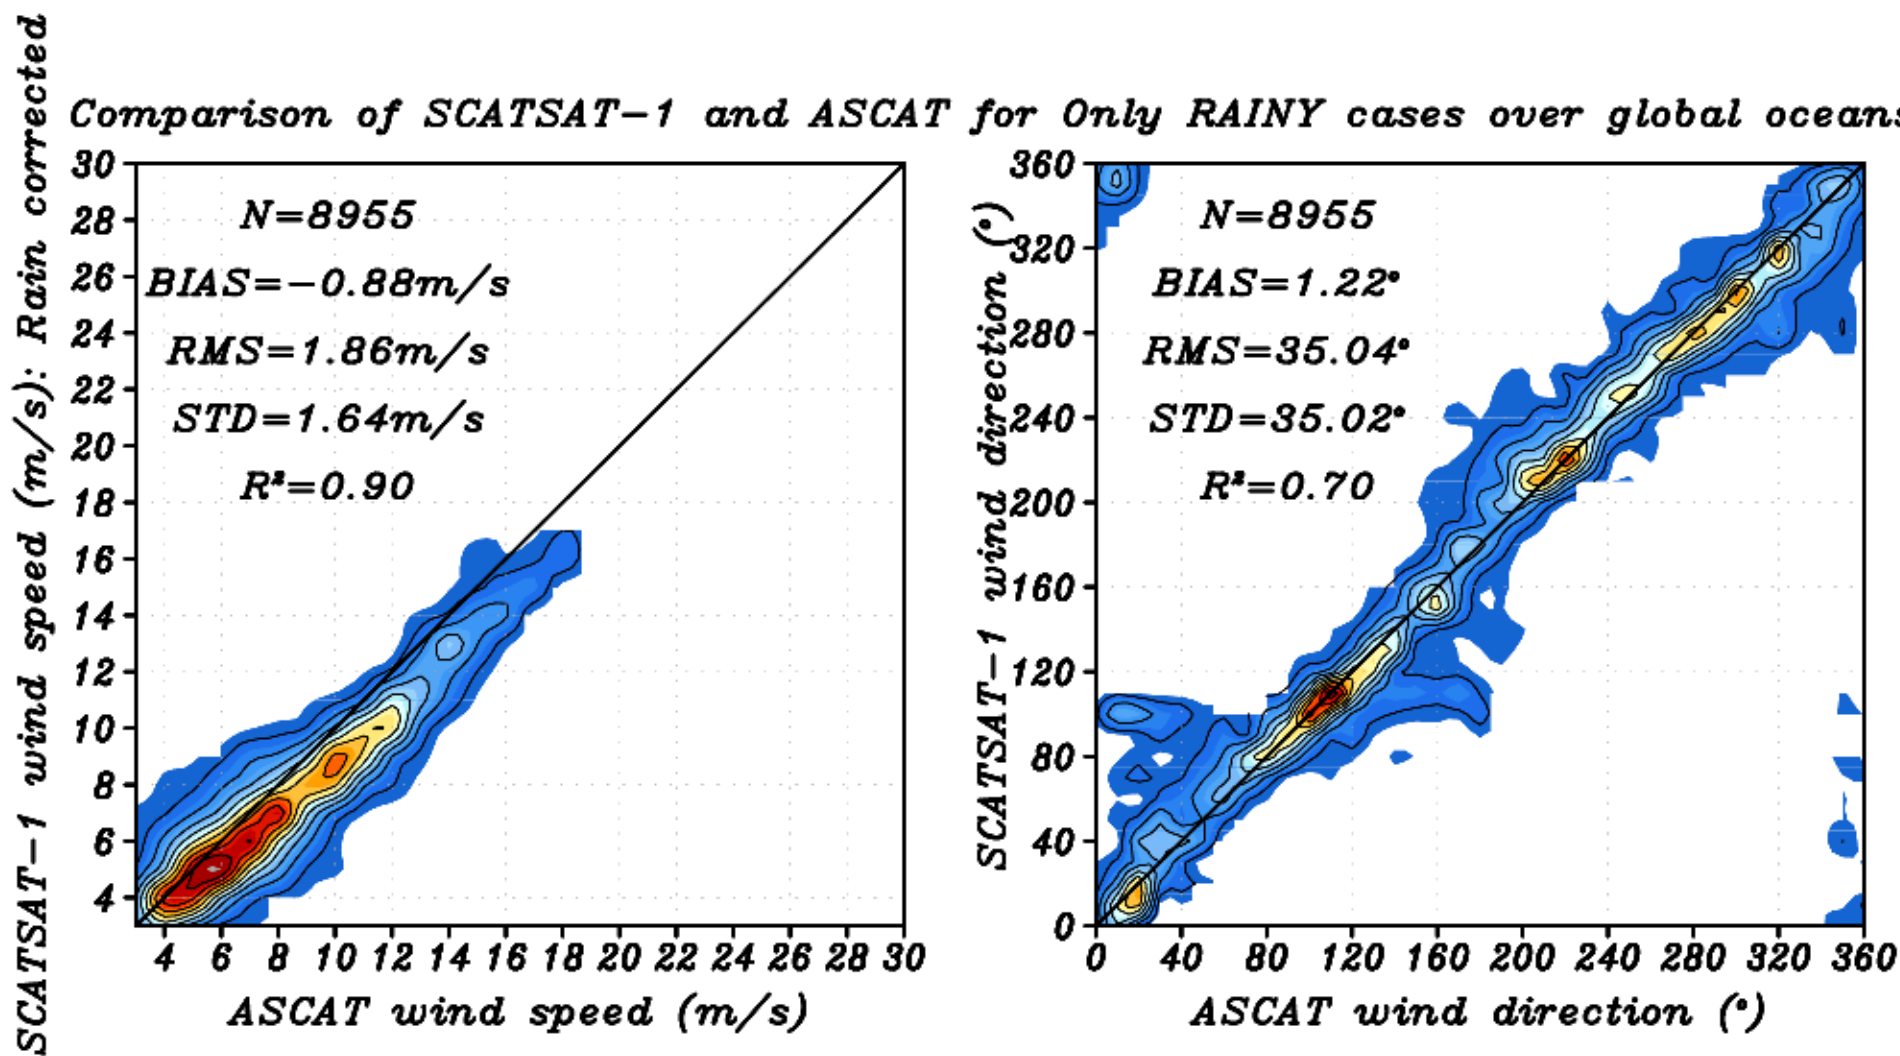 Comparison of SCATSAT-1 and ASCAT for Only RAINY cases over global oceans
SCATSAT-1 wind speed (m/s): Rain corrected
30
28
26
24
22
20
18
16
14
12
10
8
6
4
N=8955
BIAS=-0.88m/s
RMS=1.86m/s
STD=1.64m/s
R²=0.90
4 6 8 10 12 14 16 18 20 22 24 26 28 30
ASCAT wind speed (m/s)
SCATSAT-1 wind direction (°)
360
320
280
240
200
160
120
80
40
0
N=8955
BIAS=1.22°
RMS=35.04°
STD=35.02°
R²=0.70
0 40 80 120 160 200 240 280 320 360
ASCAT wind direction (°)